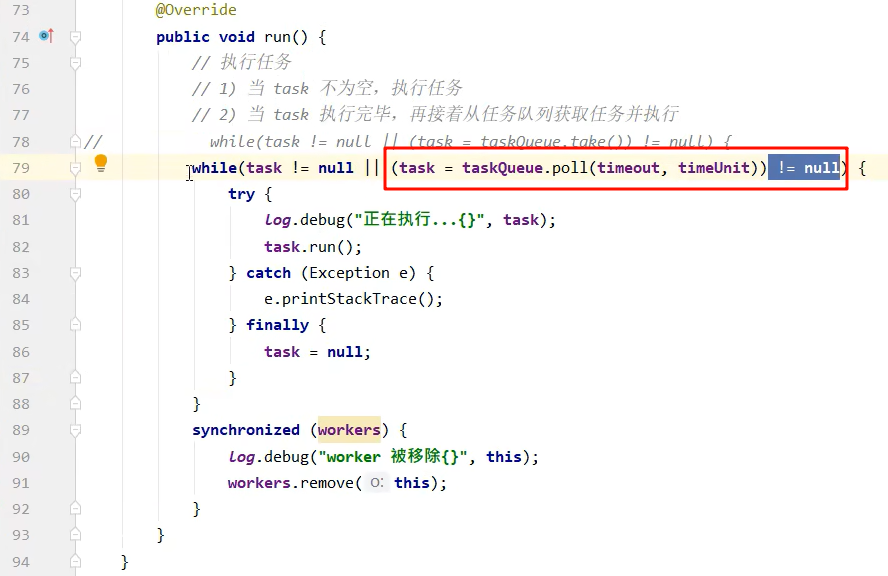 73 @Override
74 public void run() {
75 // 执行任务
76 // 1) 当 task 不为空，执行任务
77 // 2) 当 task 执行完毕，再接着从任务队列获取任务并执行
78 // while(task != null || (task = taskQueue.take()) != null) {
79 while(task != null || (task = taskQueue.poll(timeout, timeUnit)) != null) {
80 try {
81 log.debug("正在执行...{}", task);
82 task.run();
83 } catch (Exception e) {
84 e.printStackTrace();
85 } finally {
86 task = null;
87 }
88 }
89 synchronized (workers) {
90 log.debug("worker 被移除{}", this);
91 workers.remove( o: this);
92 }
93 }
94 }